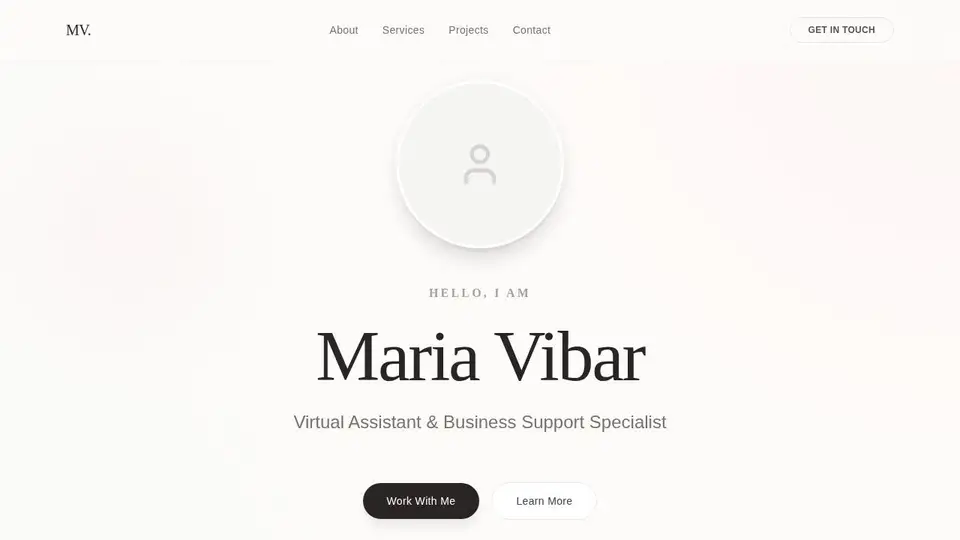 MV.
About
Services
Projects
Contact
GET IN TOUCH
HELLO, I AM
Maria Vibar
Virtual Assistant & Business Support Specialist
Work With Me
Learn More